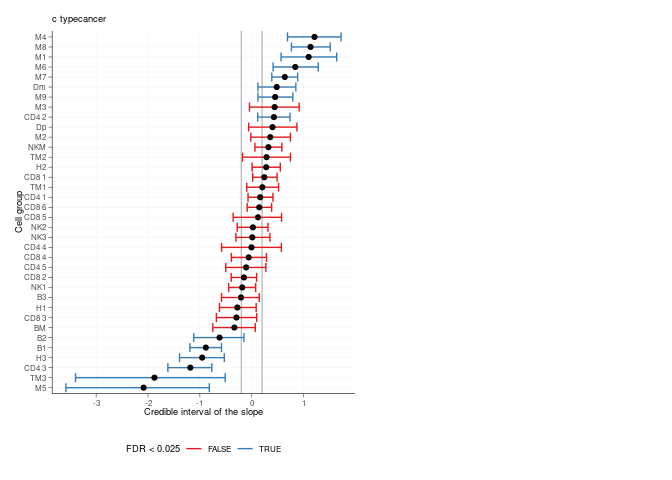 c typecancer
M4
M8
M1
M6
M7
Dm
M9
M3
CD4 2
Dp
M2
NKM
TM2
H2
CD8 1
TM1
CD4 1
CD8 6
CD8 5
NK2
NK3
CD4 4
CD8 4
CD4 5
CD8 2
NK1
B3
H1
CD8 3
BM
B2
B1
H3
CD4 3
TM3
M5
Cell group
-3 -2 -1 0 1
Credible interval of the slope
FDR < 0.025 FALSE TRUE